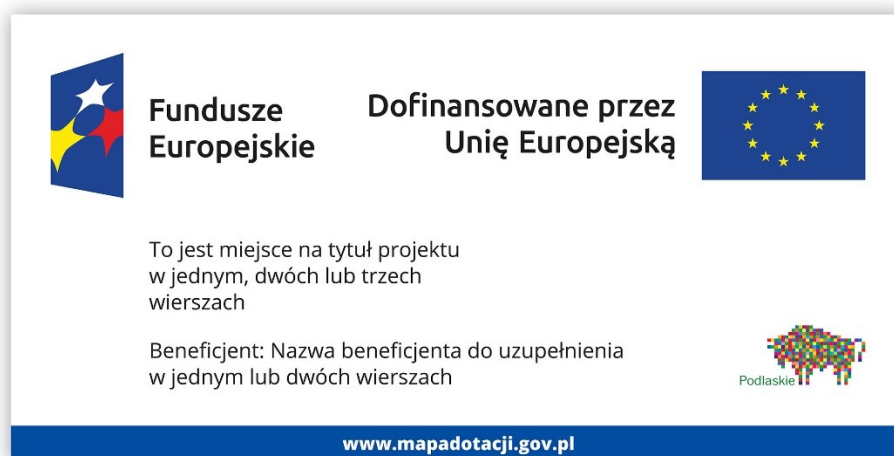 Fundusze
Europejskie
Dofinansowane przez
Unię Europejską
To jest miejsce na tytuł projektu
w jednym, dwóch lub trzech
wierszach
Beneficjent: Nazwa beneficjenta do uzupełnienia
w jednym lub dwóch wierszach
Podlaskie
www.mapadotacji.gov.pl